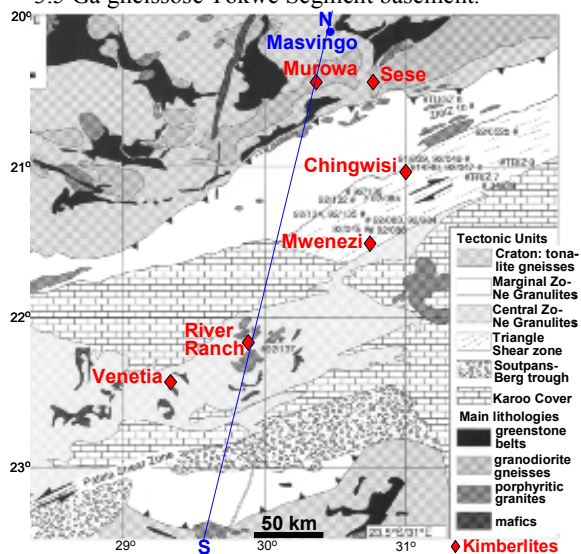 3.5 Ga gneissose Tokwe Segment basement.
20°
N
Masvingo
Murowa
Sese
21°
Chingwisi
Mwenezi
22°
River
Ranch
Venetia
23°
29°
30°
31°
S
50 km
Tectonic Units
Craton: tona-
lite gneisses
Marginal Zo-
Ne Granulites
Central Zo-
Ne Granulites
Triangle
Shear zone
Soutpans-
Berg trough
Karoo Cover
Main lithologies
greenstone
belts
granodiorite
gneisses
porphyritic
granites
mafics
Kimberlites